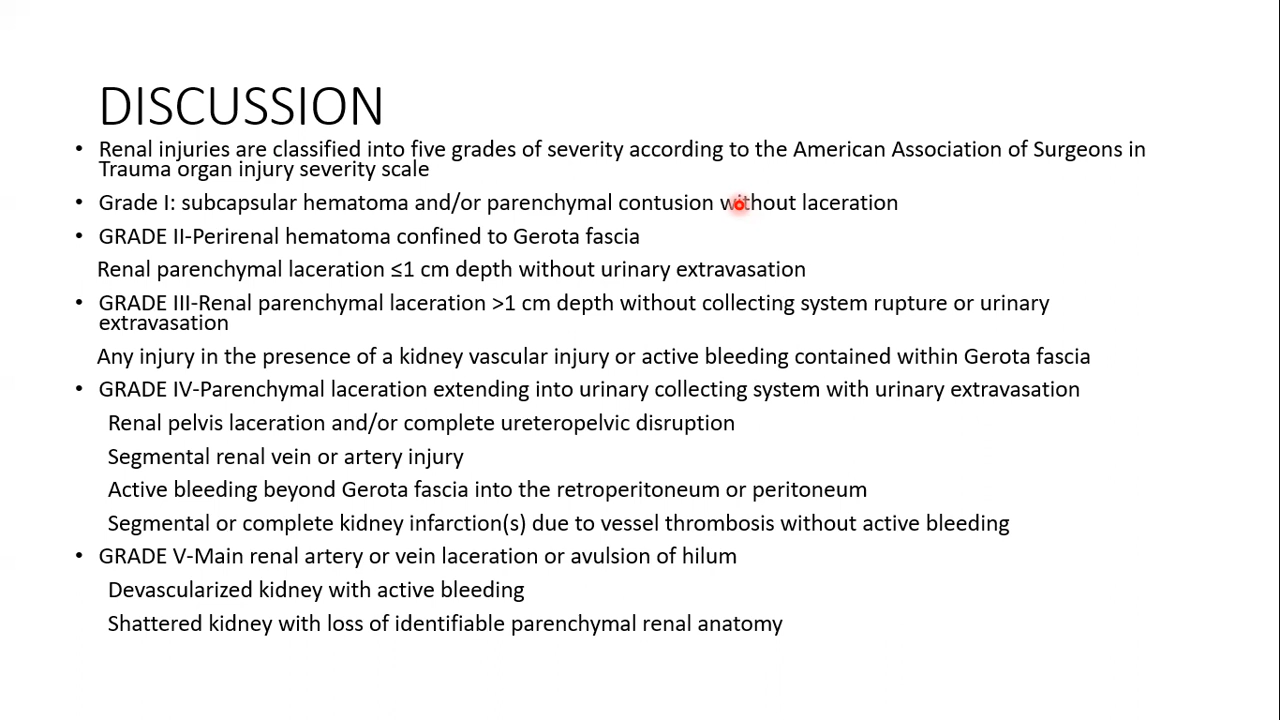 DISCUSSION
• Renal injuries are classified into five grades of severity according to the American Association of Surgeons in
Trauma organ injury severity scale
• Grade I: subcapsular hematoma and/or parenchymal contusion without laceration
• GRADE II-Perirenal hematoma confined to Gerota fascia
Renal parenchymal laceration ≤1 cm depth without urinary extravasation
• GRADE III-Renal parenchymal laceration >1 cm depth without collecting system rupture or urinary
extravasation
Any injury in the presence of a kidney vascular injury or active bleeding contained within Gerota fascia
• GRADE IV-Parenchymal laceration extending into urinary collecting system with urinary extravasation
Renal pelvis laceration and/or complete ureteropelvic disruption
Segmental renal vein or artery injury
Active bleeding beyond Gerota fascia into the retroperitoneum or peritoneum
Segmental or complete kidney infarction(s) due to vessel thrombosis without active bleeding
• GRADE V-Main renal artery or vein laceration or avulsion of hilum
Devascularized kidney with active bleeding
Shattered kidney with loss of identifiable parenchymal renal anatomy